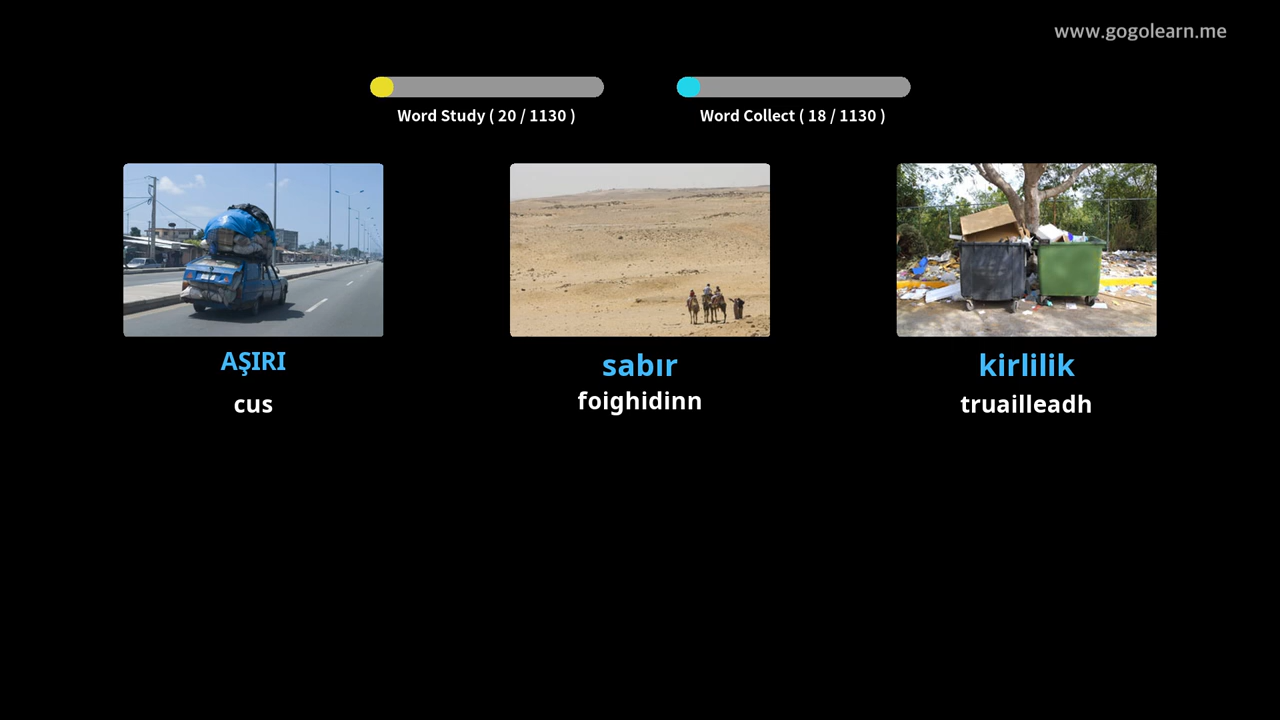 www.gogolearn.me
Word Study ( 20 / 1130 )
Word Collect ( 18 / 1130 )
AŞIRI
cus
sabır
foighidinn
kirlilik
truailleadh